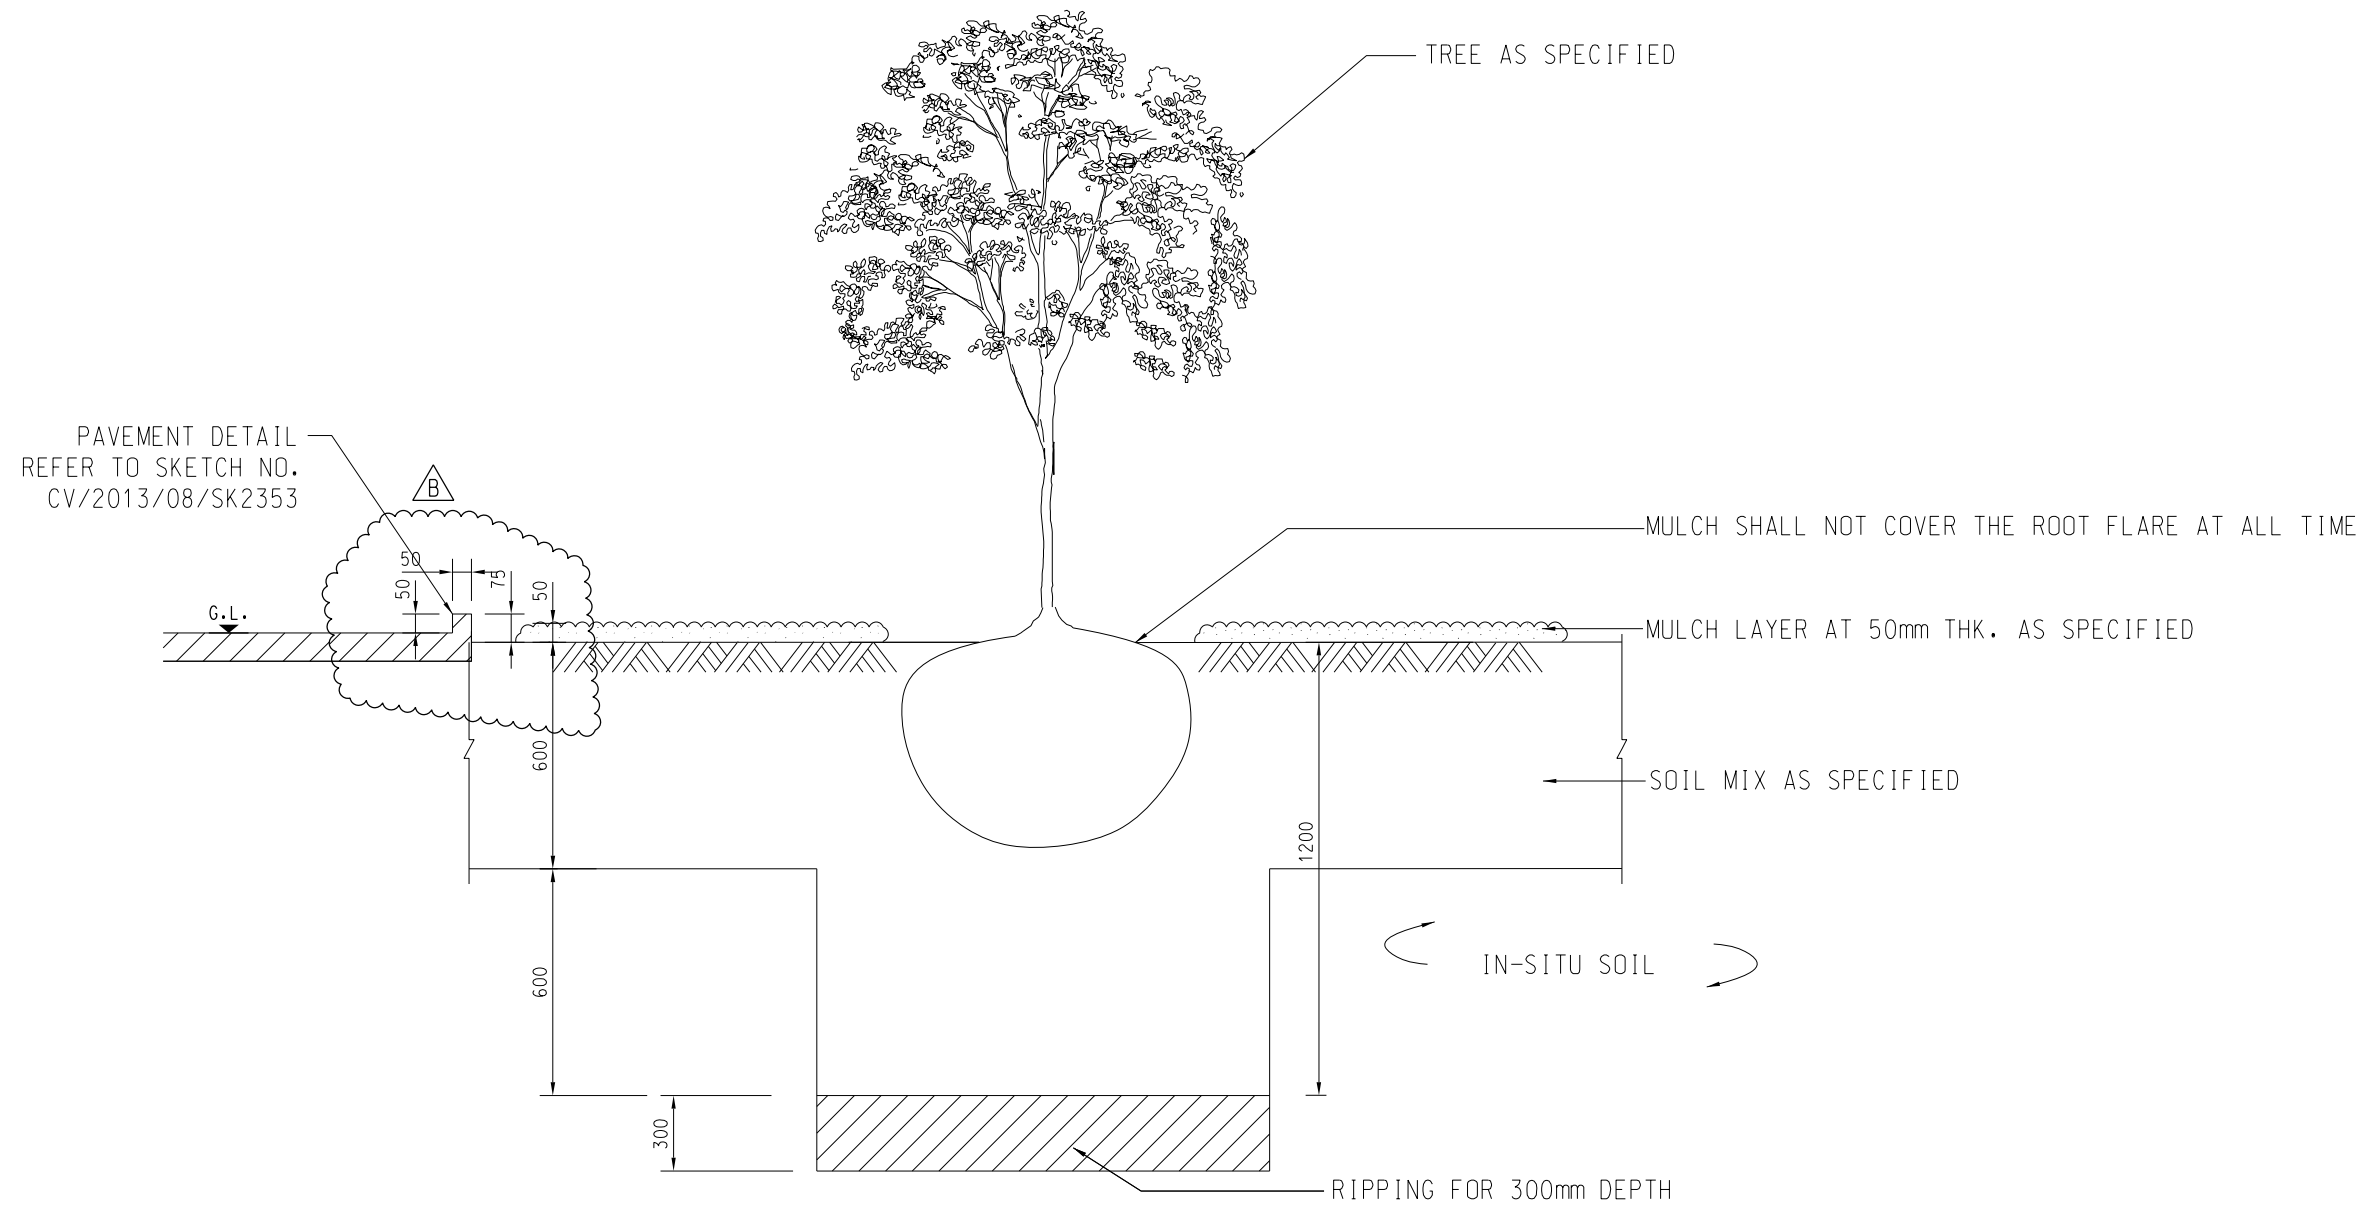 TREE AS SPECIFIED
PAVEMENT DETAIL
REFER TO SKETCH NO.
CV/2013/08/SK2353
B
MULCH SHALL NOT COVER THE ROOT FLARE AT ALL TIME
50
50
75
50
G.L.
MULCH LAYER AT 50mm THK. AS SPECIFIED
600
SOIL MIX AS SPECIFIED
1200
600
IN-SITU SOIL
300
RIPPING FOR 300mm DEPTH